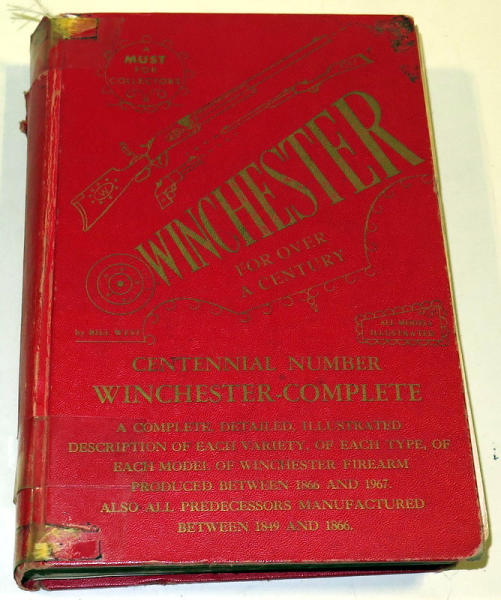 A
MUST
FOR
COLLECTORS
WINCHESTER
FOR OVER
A CENTURY
by BILL WEST
ALL MODELS
ILLUSTRATED
CENTENNIAL NUMBER
WINCHESTER-COMPLETE
A COMPLETE, DETAILED, ILLUSTRATED
DESCRIPTION OF EACH VARIETY, OF EACH TYPE, OF
EACH MODEL OF WINCHESTER FIREARM
PRODUCED BETWEEN 1866 AND 1967.
ALSO ALL PREDECESSORS MANUFACTURED
BETWEEN 1849 AND 1866.